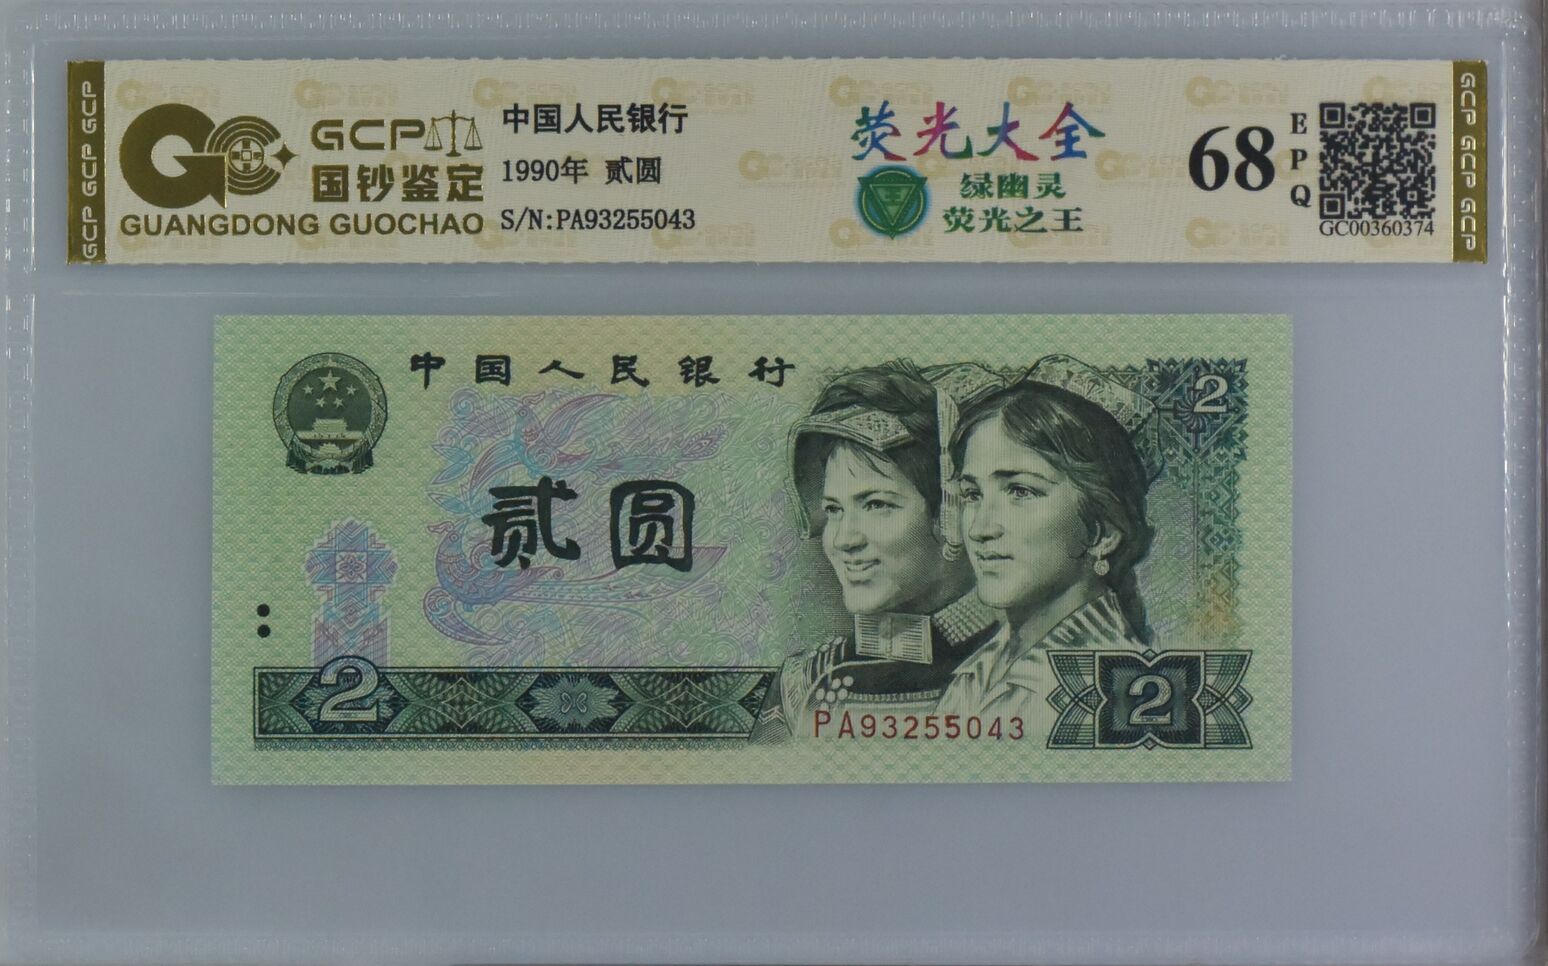 GCP GCP GCP
GCP
国钞鉴定
GUANGDONG GUOCHAO
中国人民银行
1990年 贰圆
S/N:PA93255043
荧光大全
绿幽灵
荧光之王
68
EPQ
GC00360374
GCP GCP GCP
中国人民银行
2
贰圆
2
PA93255043
2